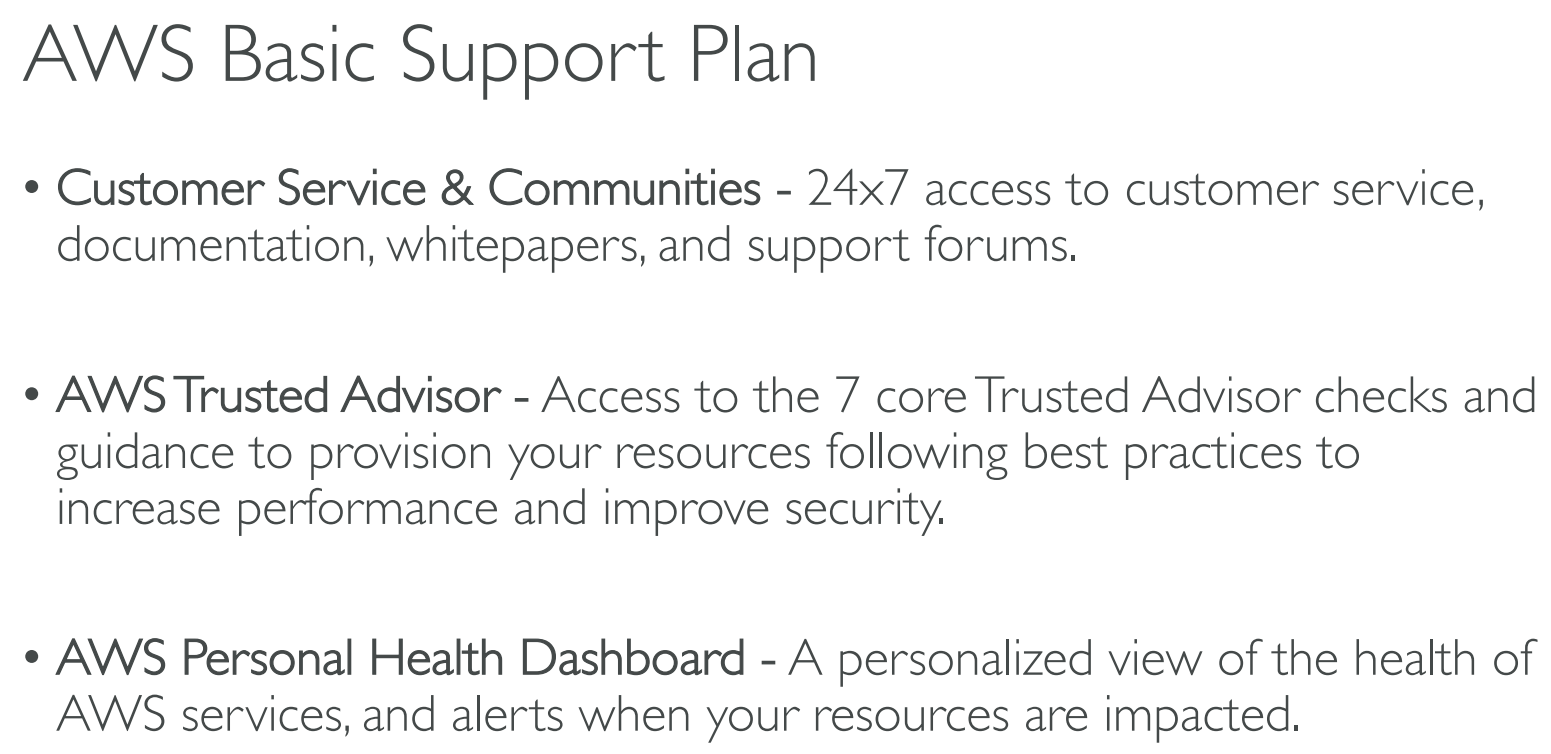 AWS Basic Support Plan
• Customer Service & Communities - 24x7 access to customer service,
documentation, whitepapers, and support forums.
• AWS Trusted Advisor - Access to the 7 core Trusted Advisor checks and
guidance to provision your resources following best practices to
increase performance and improve security.
• AWS Personal Health Dashboard - A personalized view of the health of
AWS services, and alerts when your resources are impacted.